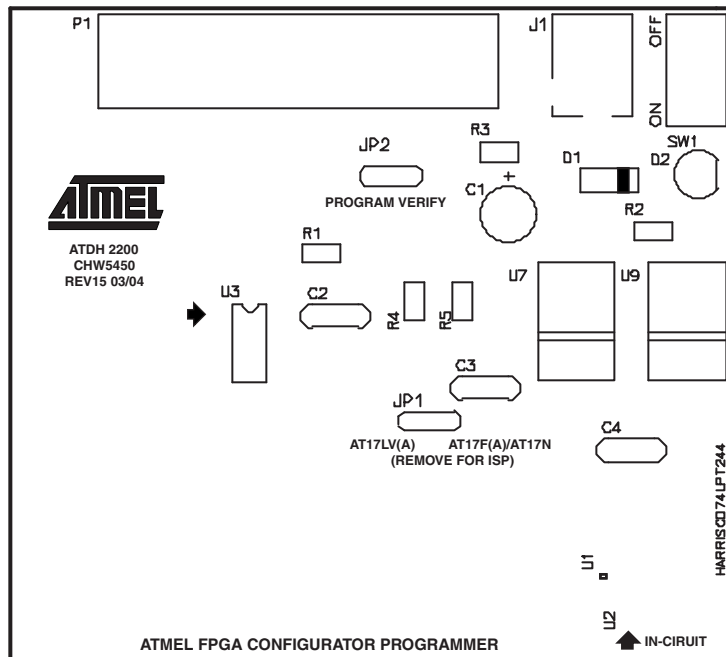 P1
J1
OFF
ON
SW1
R3
JP2
D1
D2
PROGRAM VERIFY
+
C1
ATMEL
R2
ATDH 2200
CHW5450
REV15 03/04
R1
U3
C2
R4
R5
U7
U9
C3
JP1
AT17LV(A) AT17F(A)/AT17N
(REMOVE FOR ISP)
C4
HARRISCD74LPT244
U1
U2
IN-CIRUIT
ATMEL FPGA CONFIGURATOR PROGRAMMER